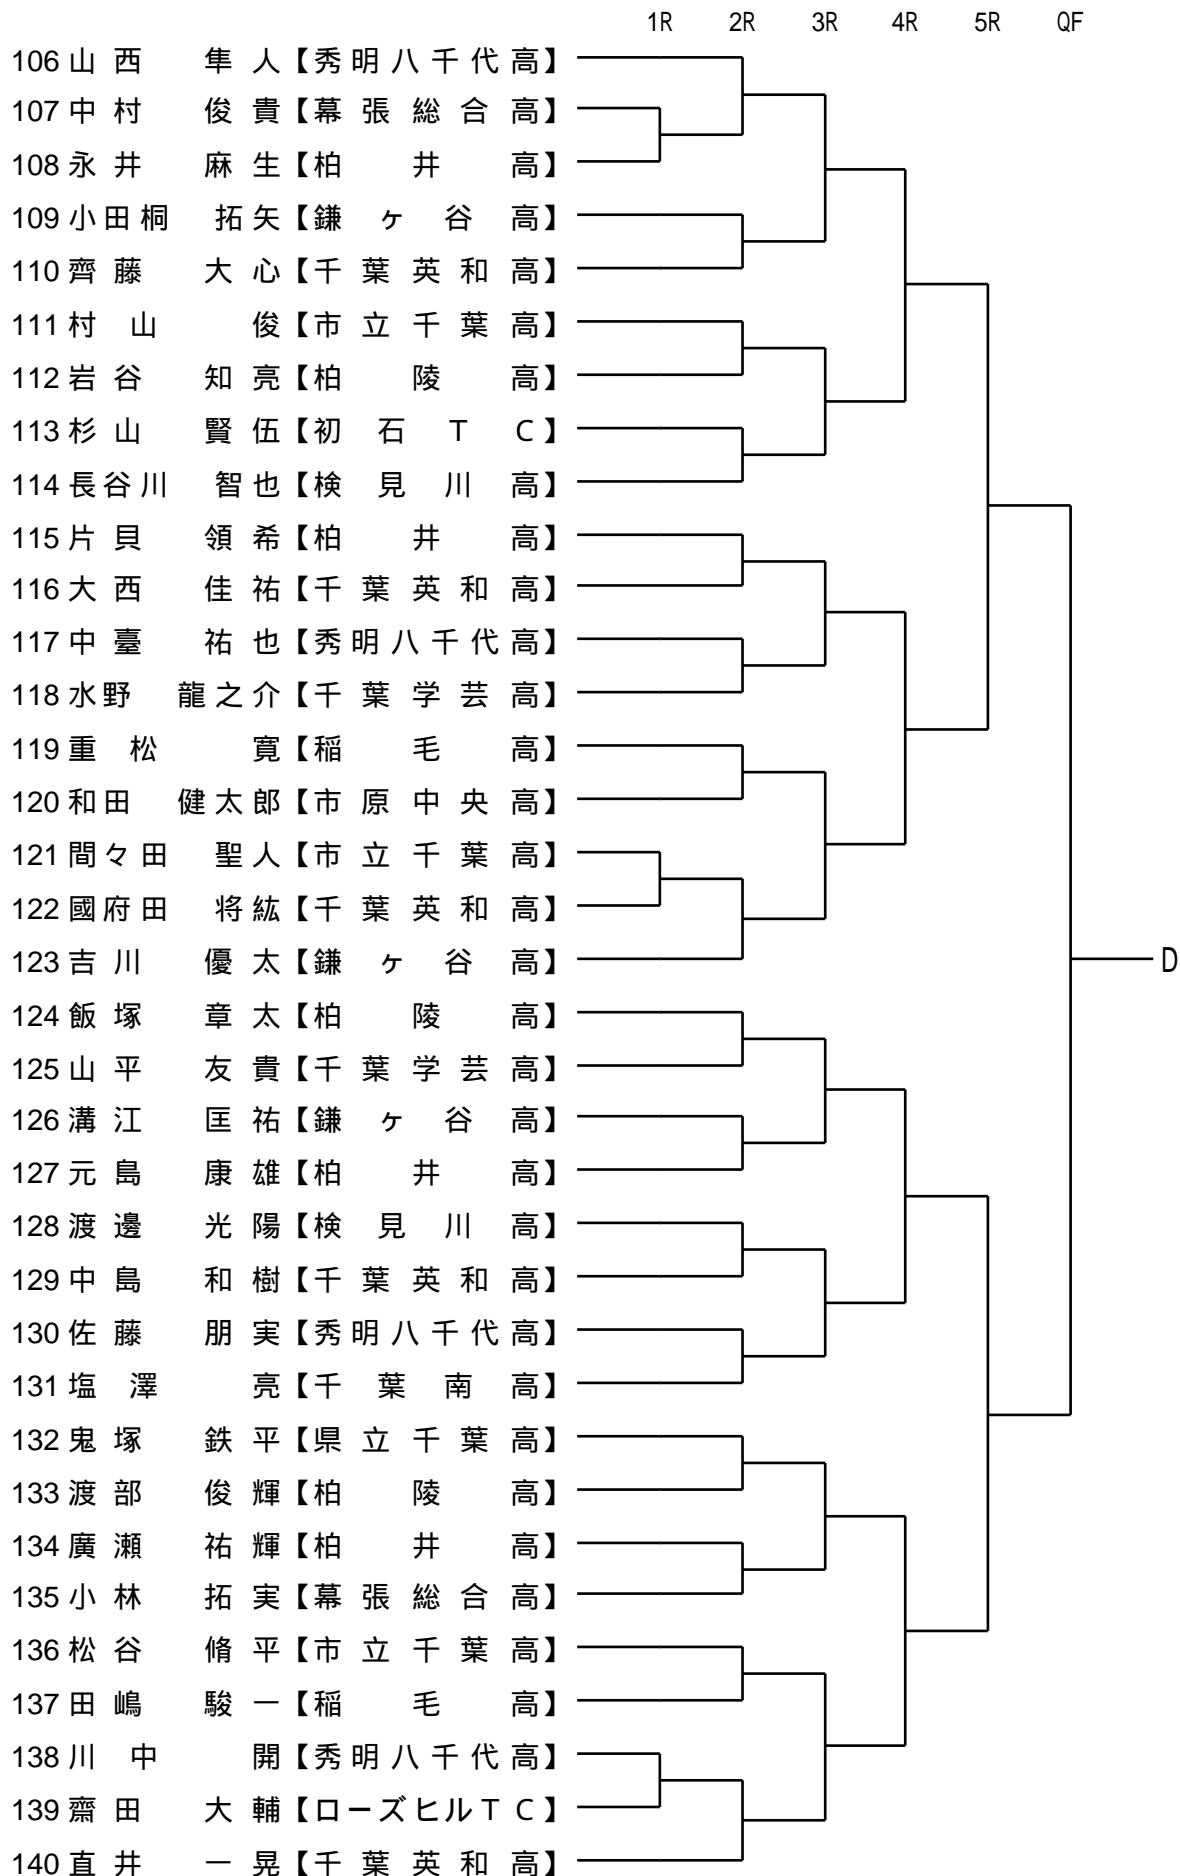 1R 2R 3R 4R 5R QF
106 山西 隼人【秀明八千代高】
107 中村 俊貴【幕張総合高】
108 永井 麻生【柏井高】
109 小田桐 拓矢【鎌ヶ谷高】
110 齊藤 大心【千葉英和高】
111 村山 俊【市立千葉高】
112 岩谷 知亮【柏陵高】
113 杉山 賢伍【初石TC】
114 長谷川 智也【検見川高】
115 片貝 領希【柏井高】
116 大西 佳祐【千葉英和高】
117 中臺 祐也【秀明八千代高】
118 水野 龍之介【千葉学芸高】
119 重松 寛【稲毛高】
120 和田 健太郎【市原中央高】
121 間々田 聖人【市立千葉高】
122 國府田 将紘【千葉英和高】
123 吉川 優太【鎌ヶ谷高】
D
124 飯塚 章太【柏陵高】
125 山平 友貴【千葉学芸高】
126 溝江 匡祐【鎌ヶ谷高】
127 元島 康雄【柏井高】
128 渡邊 光陽【検見川高】
129 中島 和樹【千葉英和高】
130 佐藤 朋実【秀明八千代高】
131 塩澤 亮【千葉南高】
132 鬼塚 鉄平【県立千葉高】
133 渡部 俊輝【柏陵高】
134 廣瀬 祐輝【柏井高】
135 小林 拓実【幕張総合高】
136 松谷 脩平【市立千葉高】
137 田嶋 駿一【稲毛高】
138 川中 開【秀明八千代高】
139 齋田 大輔【ローズヒルTC】
140 直井 一晃【千葉英和高】